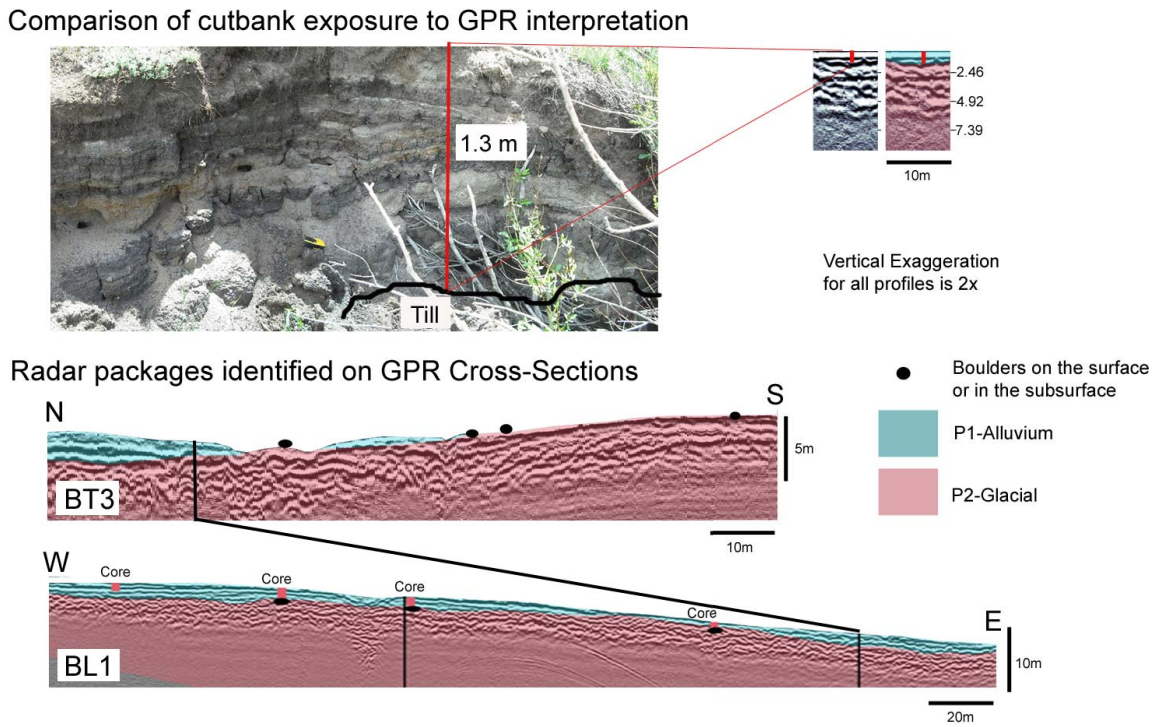 Comparison of cutbank exposure to GPR interpretation
1.3 m
Till
2.46
4.92
7.39
10m
Vertical Exaggeration
for all profiles is 2x
Radar packages identified on GPR Cross-Sections
N
S
BT3
5m
10m
Boulders on the surface
or in the subsurface
P1-Alluvium
P2-Glacial
W
Core
Core
Core
Core
E
BL1
10m
20m